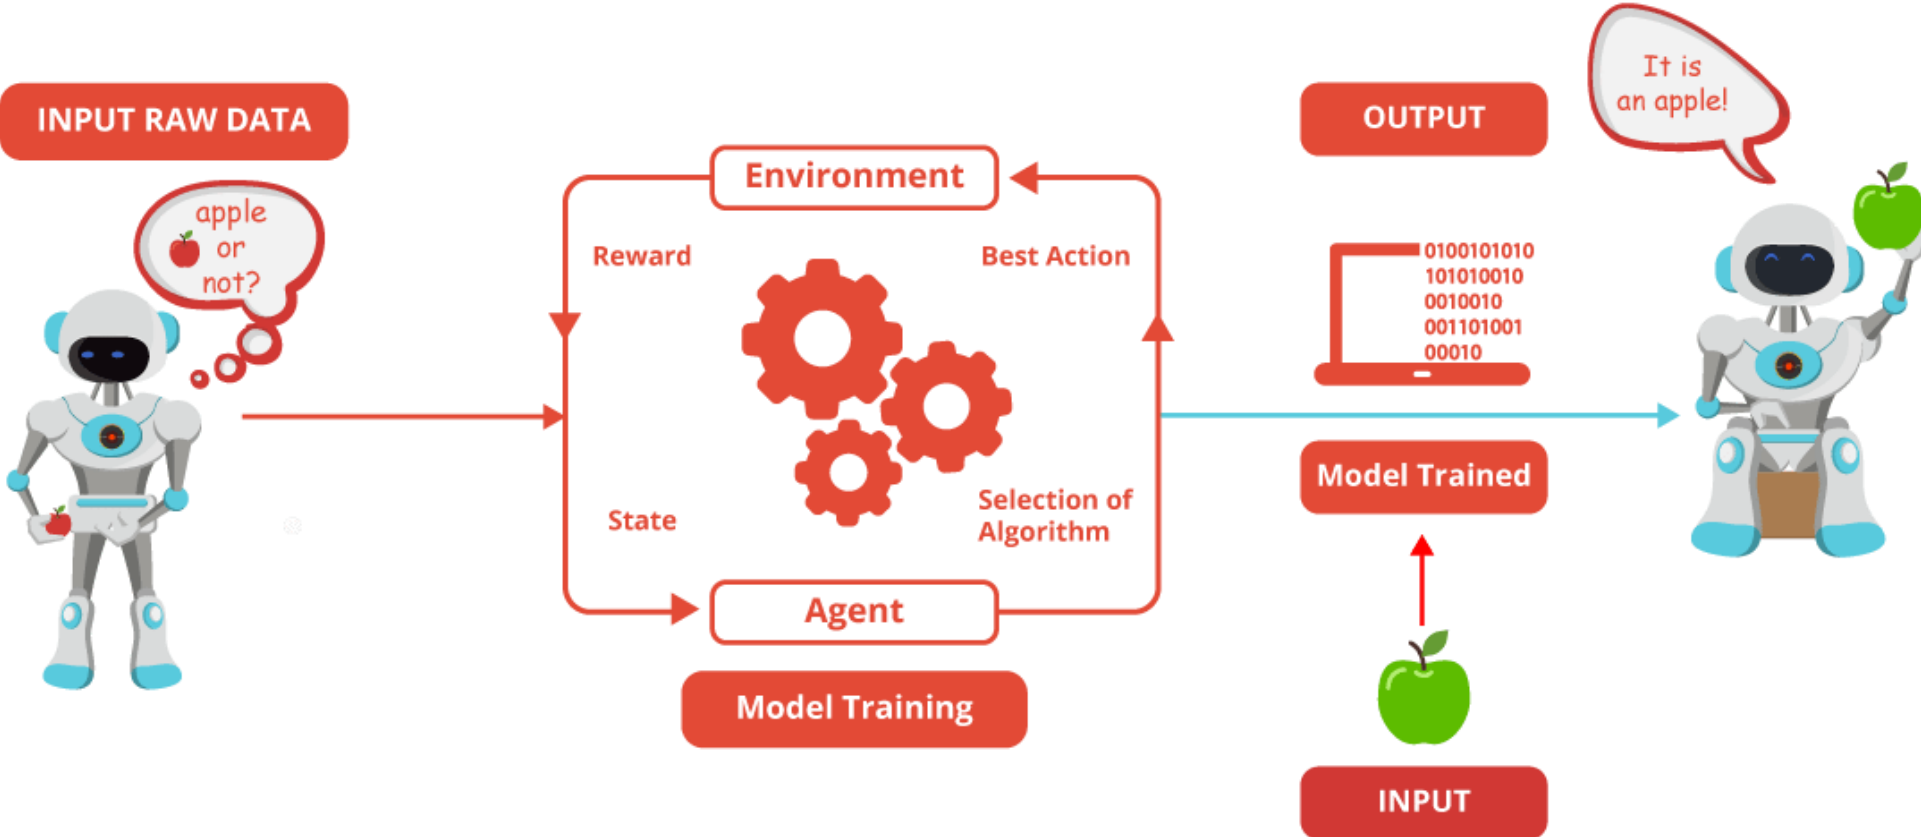 INPUT RAW DATA
apple
or
not?
Environment
Reward
Best Action
State
Selection of
Algorithm
Agent
Model Training
OUTPUT
0100101010
101010010
0010010
001101001
00010
Model Trained
INPUT
It is
an apple!